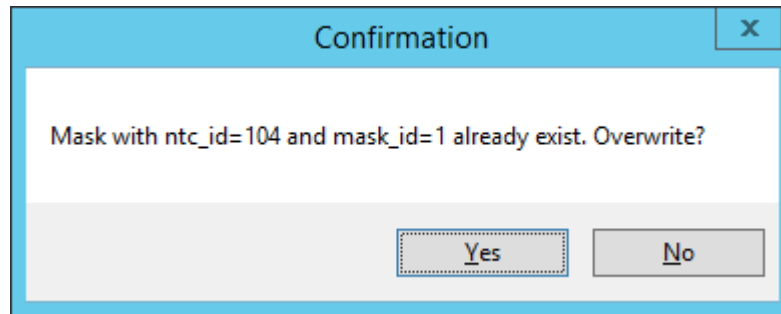 Confirmation
x
Mask with ntc_id=104 and mask_id=1 already exist. Overwrite?
Yes No